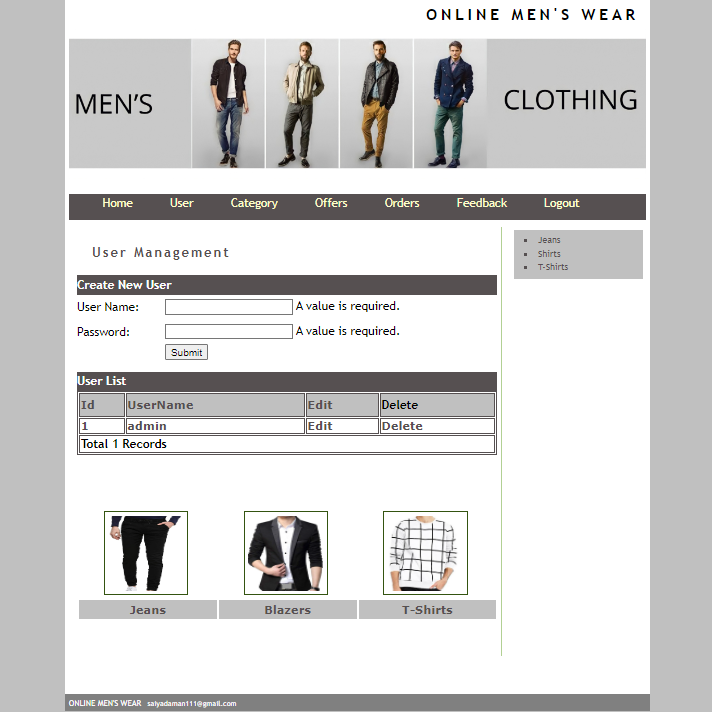 ONLINE MEN'S WEAR
MEN'S CLOTHING
Home User Category Offers Orders Feedback Logout
User Management
Create New User
User Name: A value is required.
Password: A value is required.
Submit
User List
Id UserName Edit Delete
1 admin Edit Delete
Total 1 Records
Jeans
Shirts
T-Shirts
Jeans Blazers T-Shirts
ONLINE MEN'S WEAR saiyadaman111@gmail.com